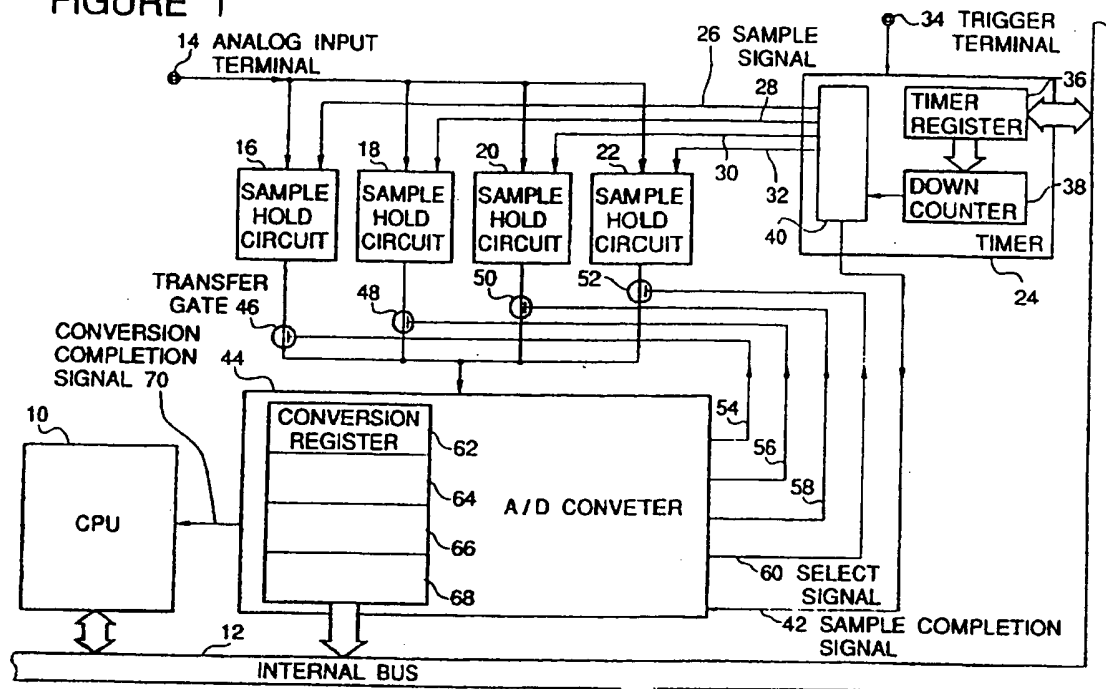 FIGURE 1
14 ANALOG INPUT
TERMINAL
26 SAMPLE
SIGNAL
34 TRIGGER
TERMINAL
28
36
TIMER
REGISTER
16
18
20
22
30
32
SAMPLE
HOLD
CIRCUIT
SAMPLE
HOLD
CIRCUIT
SAMPLE
HOLD
CIRCUIT
SAMPLE
HOLD
CIRCUIT
DOWN
COUNTER
38
40
TIMER
24
TRANSFER
GATE 46
48
50
52
CONVERSION
COMPLETION
SIGNAL 70
44
10
CPU
CONVERSION
REGISTER
62
64
66
68
A/D CONVETER
54
56
58
60 SELECT
SIGNAL
42 SAMPLE COMPLETION
SIGNAL
12
INTERNAL BUS